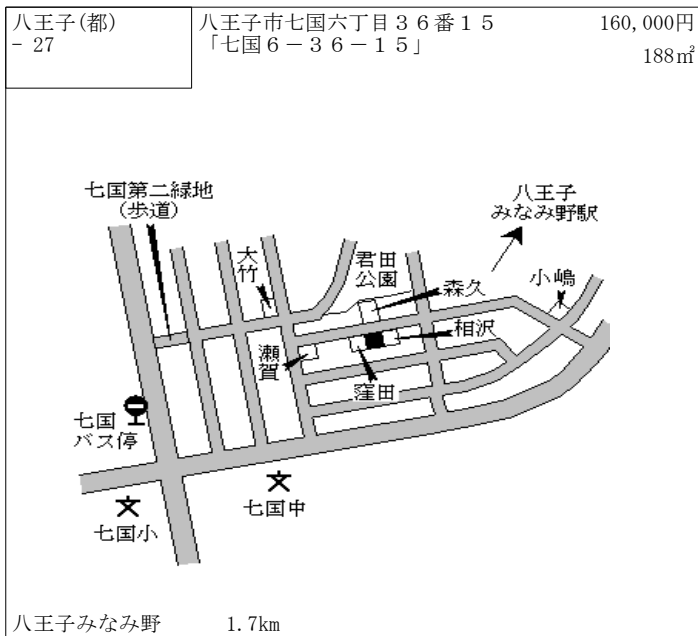 八王子(都)
- 27
八王子市七国六丁目36番15
「七国6-36-15」
160,000円
188㎡
七国第二緑地
(歩道)
八王子
みなみ野駅
大竹
君田
公園
森久
小嶋
相沢
瀬賀
窪田
七国
バス停
七国小
七国中
八王子みなみ野 1.7km